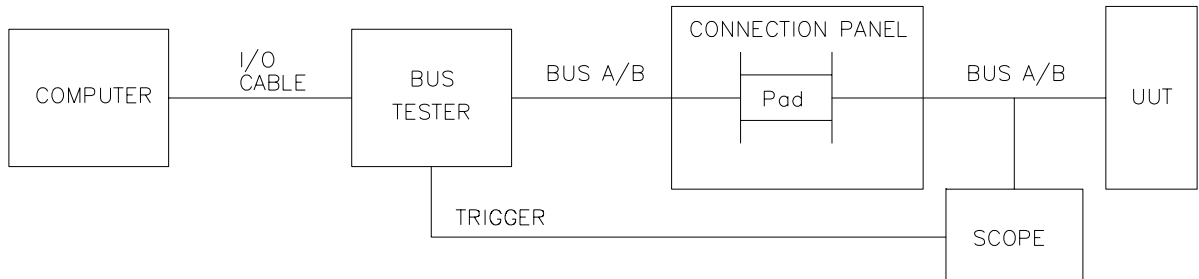 COMPUTER
I/O
CABLE
BUS
TESTER
BUS A/B
CONNECTION PANEL
Pad
BUS A/B
UUT
TRIGGER
SCOPE